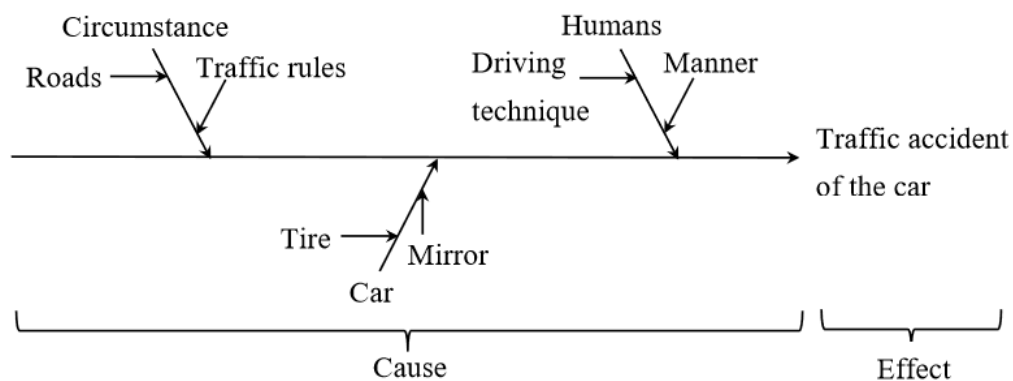 Circumstance
Roads
Traffic rules
Humans
Driving
technique
Manner
Traffic accident
of the car
Tire
Mirror
Car
Cause
Effect